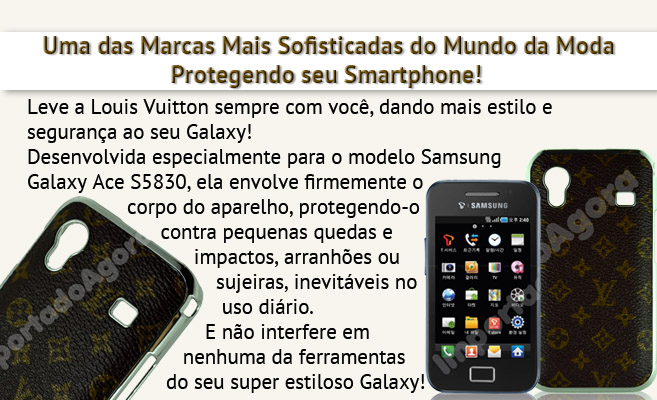 Uma das Marcas Mais Sofisticadas do Mundo da Moda
Protegendo seu Smartphone!
Leve a Louis Vuitton sempre com você, dando mais estilo e
segurança ao seu Galaxy!
Desenvolvida especialmente para o modelo Samsung
Galaxy Ace S5830, ela envolve firmemente o
corpo do aparelho, protegendo-o
contra pequenas quedas e
impactos, arranhões ou
sujeiras, inevitáveis no
uso diário.
E não interfere em
nenhuma da ferramentas
do seu super estiloso Galaxy!
SAMSUNG
2:40